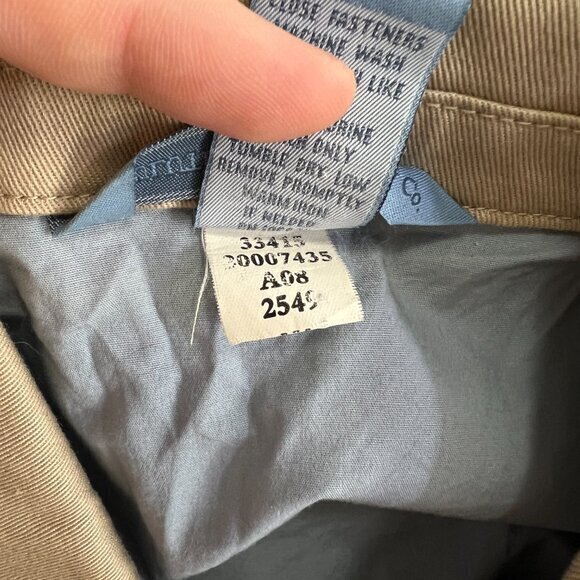 CLOSE FASTENERS
MACHINE WASH
LIKE
ONLY
TUMBLE DRY LOW
REMOVE PROMPTLY
WARM IRON
IF NEEDED
Co.
33415
20007435
A08
2549